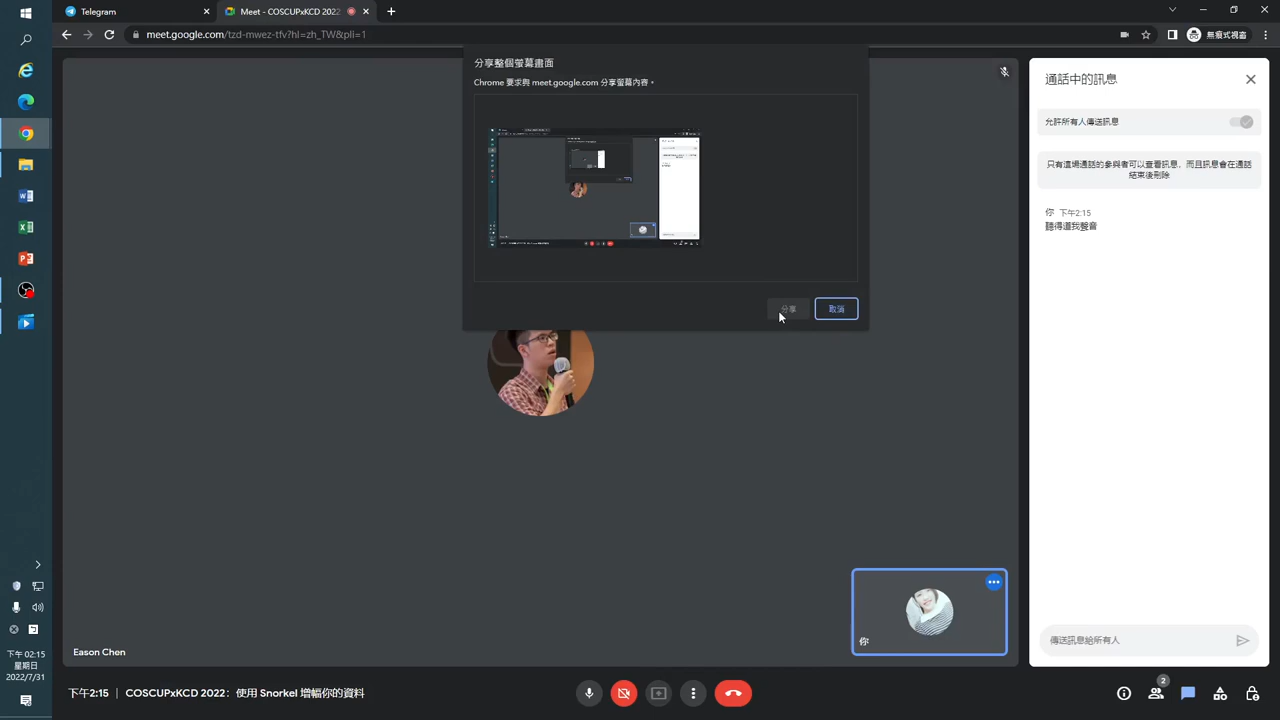 Telegram
Meet - COSCUPxKCD 2022
meet.google.com/tzd-mwez-tfv?hl=zh_TW&pli=1
無痕式視窗
分享整個螢幕畫面
Chrome 要求與 meet.google.com 分享螢幕內容。
分享
取消
通話中的訊息
允許所有人傳送訊息
只有這場通話的參與者可以查看訊息，而且訊息會在通話
結束後刪除
你 下午2:15
聽得道我聲音
傳送訊息給所有人
你
Eason Chen
下午2:15 | COSCUPxKCD 2022：使用 Snorkel 增幅你的資料
2
下午 02:15
星期日
2022/7/31